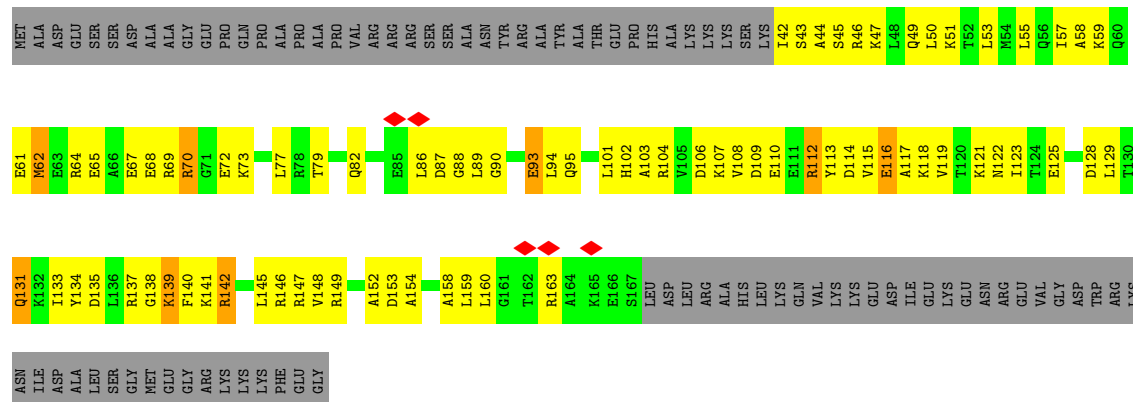 MET ALA ASP GLU SER SER ASP ALA ALA GLY GLU PRO GLN PRO ALA PRO ALA PRO VAL ARG ARG ARG SER SER ALA ASN TYR ARG ALA TYR ALA THR GLU PRO HIS ALA LYS LYS LYS SER LYS I42 S43 A44 S45 R46 K47 L48 Q49 L50 K51 T52 L53 M54 L55 Q56 I57 A58 K59 Q60
E61 M62 E63 R64 E65 A66 E67 E68 R69 R70 G71 E72 K73 L77 R78 T79 Q82 E85 L86 D87 G88 L89 G90 E93 L94 Q95 L101 H102 A103 R104 V105 D106 K107 V108 D109 E110 E111 R112 Y113 D114 V115 E116 A117 K118 V119 T120 K121 N122 I123 T124 E125 D128 L129 T130
Q131 K132 I133 Y134 D135 L136 R137 G138 K139 F140 K141 R142 L145 R146 R147 V148 R149 A152 D153 A154 A158 L159 L160 G161 T162 R163 A164 K165 E166 S167 LEU ASP LEU ARG ALA HIS LEU LYS GLN VAL LYS LYS GLU ASP ILE GLU LYS GLU ASN ARG GLU VAL GLY ASP TRP ARG LYS
ASN ILE ASP ALA LEU SER GLY MET GLU GLY ARG LYS LYS LYS PHE GLU GLY